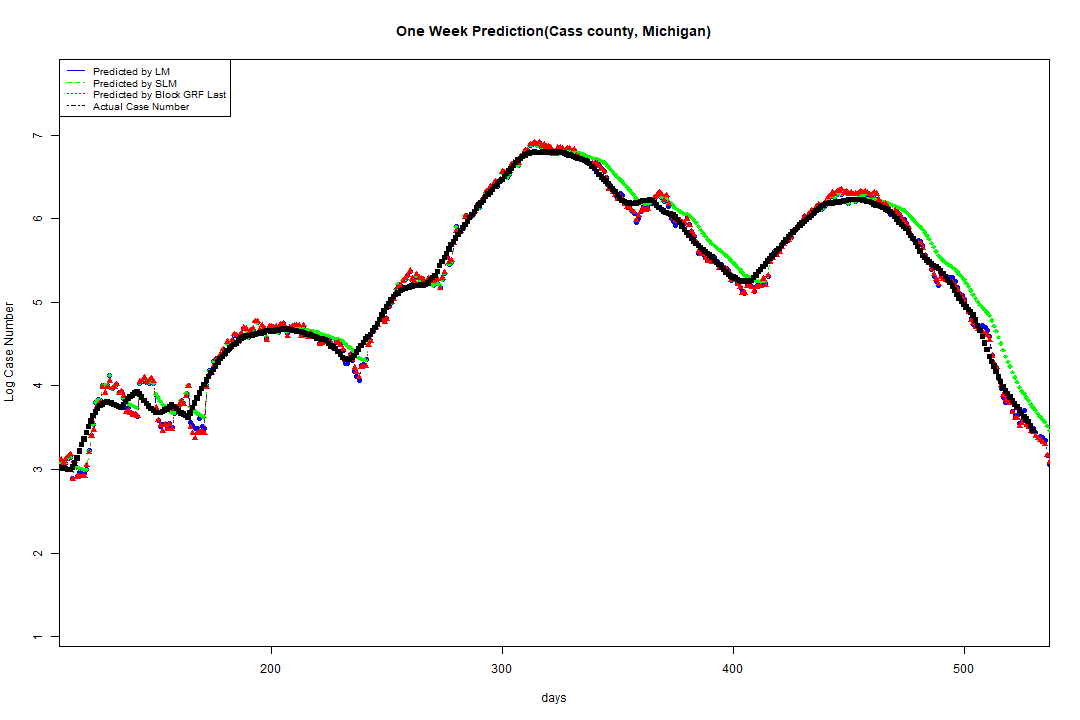 One Week Prediction(Cass county, Michigan)
Predicted by LM
Predicted by SLM
Predicted by Block GRF Last
Actual Case Number
7
6
5
4
3
2
1
Log Case Number
200
300
400
500
days